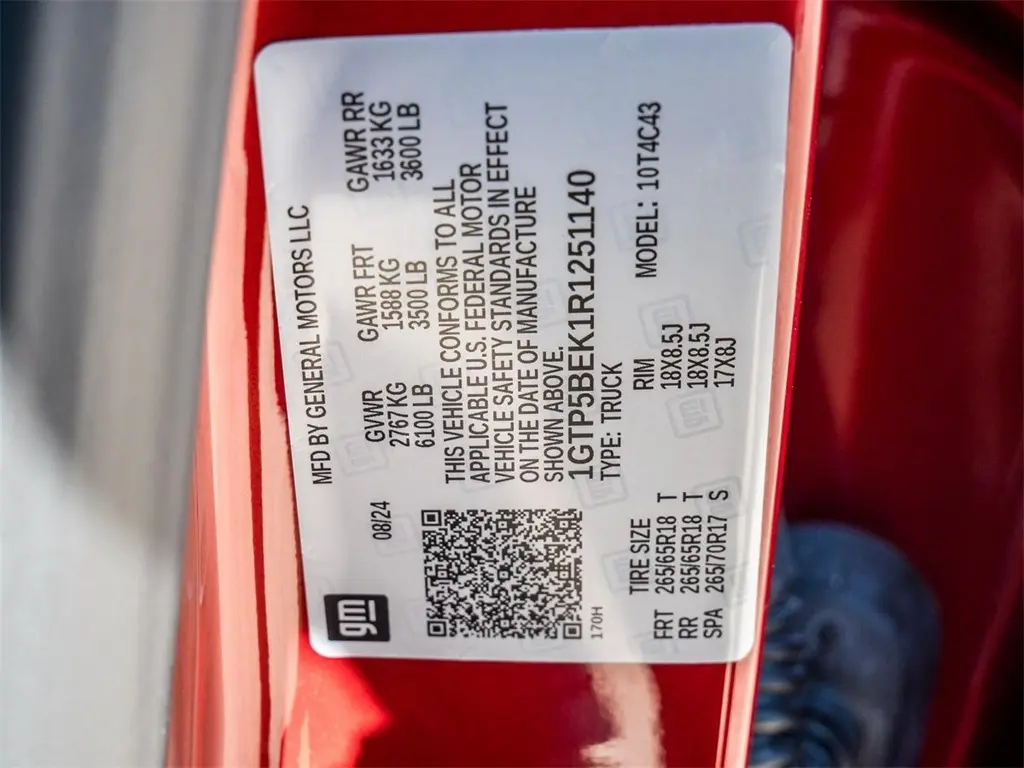 gm
08/24
MFD BY GENERAL MOTORS LLC
GVWR GAWR FRT GAWR RR
2767 KG 1588 KG 1633 KG
6100 LB 3500 LB 3600 LB
THIS VEHICLE CONFORMS TO ALL
APPLICABLE U.S. FEDERAL MOTOR
VEHICLE SAFETY STANDARDS IN EFFECT
ON THE DATE OF MANUFACTURE
SHOWN ABOVE.
1GTP5BEK1R1251140
TYPE: TRUCK
170H
MODEL: 10T4C43
TIRE SIZE RIM
FRT 265/65R18 T 18X8.5J
RR 265/65R18 T 18X8.5J
SPA 265/70R17 S 17X8J